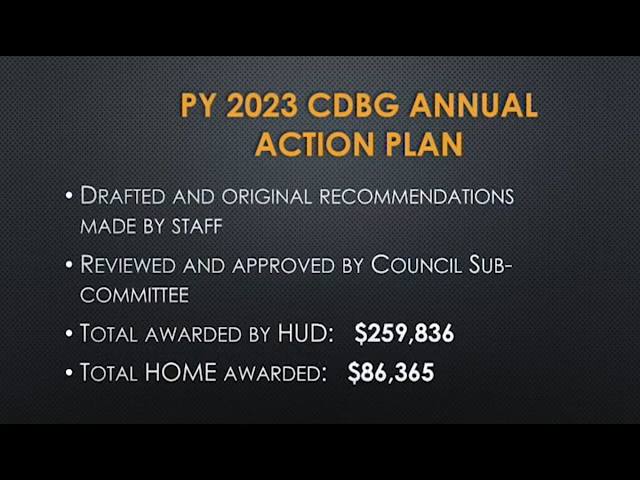 PY 2023 CDBG ANNUAL
ACTION PLAN
• Drafted and original recommendations
made by staff
• Reviewed and approved by Council Sub-
committee
• Total awarded by HUD: $259,836
• Total HOME awarded: $86,365